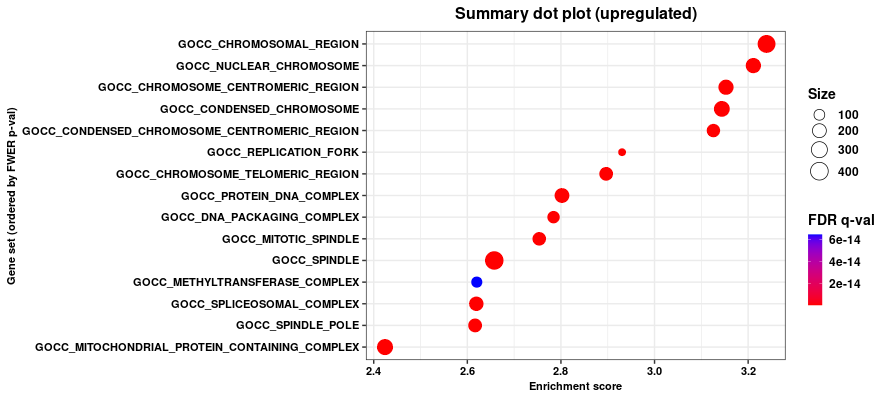 Summary dot plot (upregulated)
Gene set (ordered by FWER p-val)
GOCC_CHROMOSOMAL_REGION
GOCC_NUCLEAR_CHROMOSOME
GOCC_CHROMOSOME_CENTROMERIC_REGION
GOCC_CONDENSED_CHROMOSOME
GOCC_CONDENSED_CHROMOSOME_CENTROMERIC_REGION
GOCC_REPLICATION_FORK
GOCC_CHROMOSOME_TELOMERIC_REGION
GOCC_PROTEIN_DNA_COMPLEX
GOCC_DNA_PACKAGING_COMPLEX
GOCC_MITOTIC_SPINDLE
GOCC_SPINDLE
GOCC_METHYLTRANSFERASE_COMPLEX
GOCC_SPLICEOSOMAL_COMPLEX
GOCC_SPINDLE_POLE
GOCC_MITOCHONDRIAL_PROTEIN_CONTAINING_COMPLEX
2.4 2.6 2.8 3.0 3.2
Enrichment score
Size
100
200
300
400
FDR q-val
6e-14
4e-14
2e-14